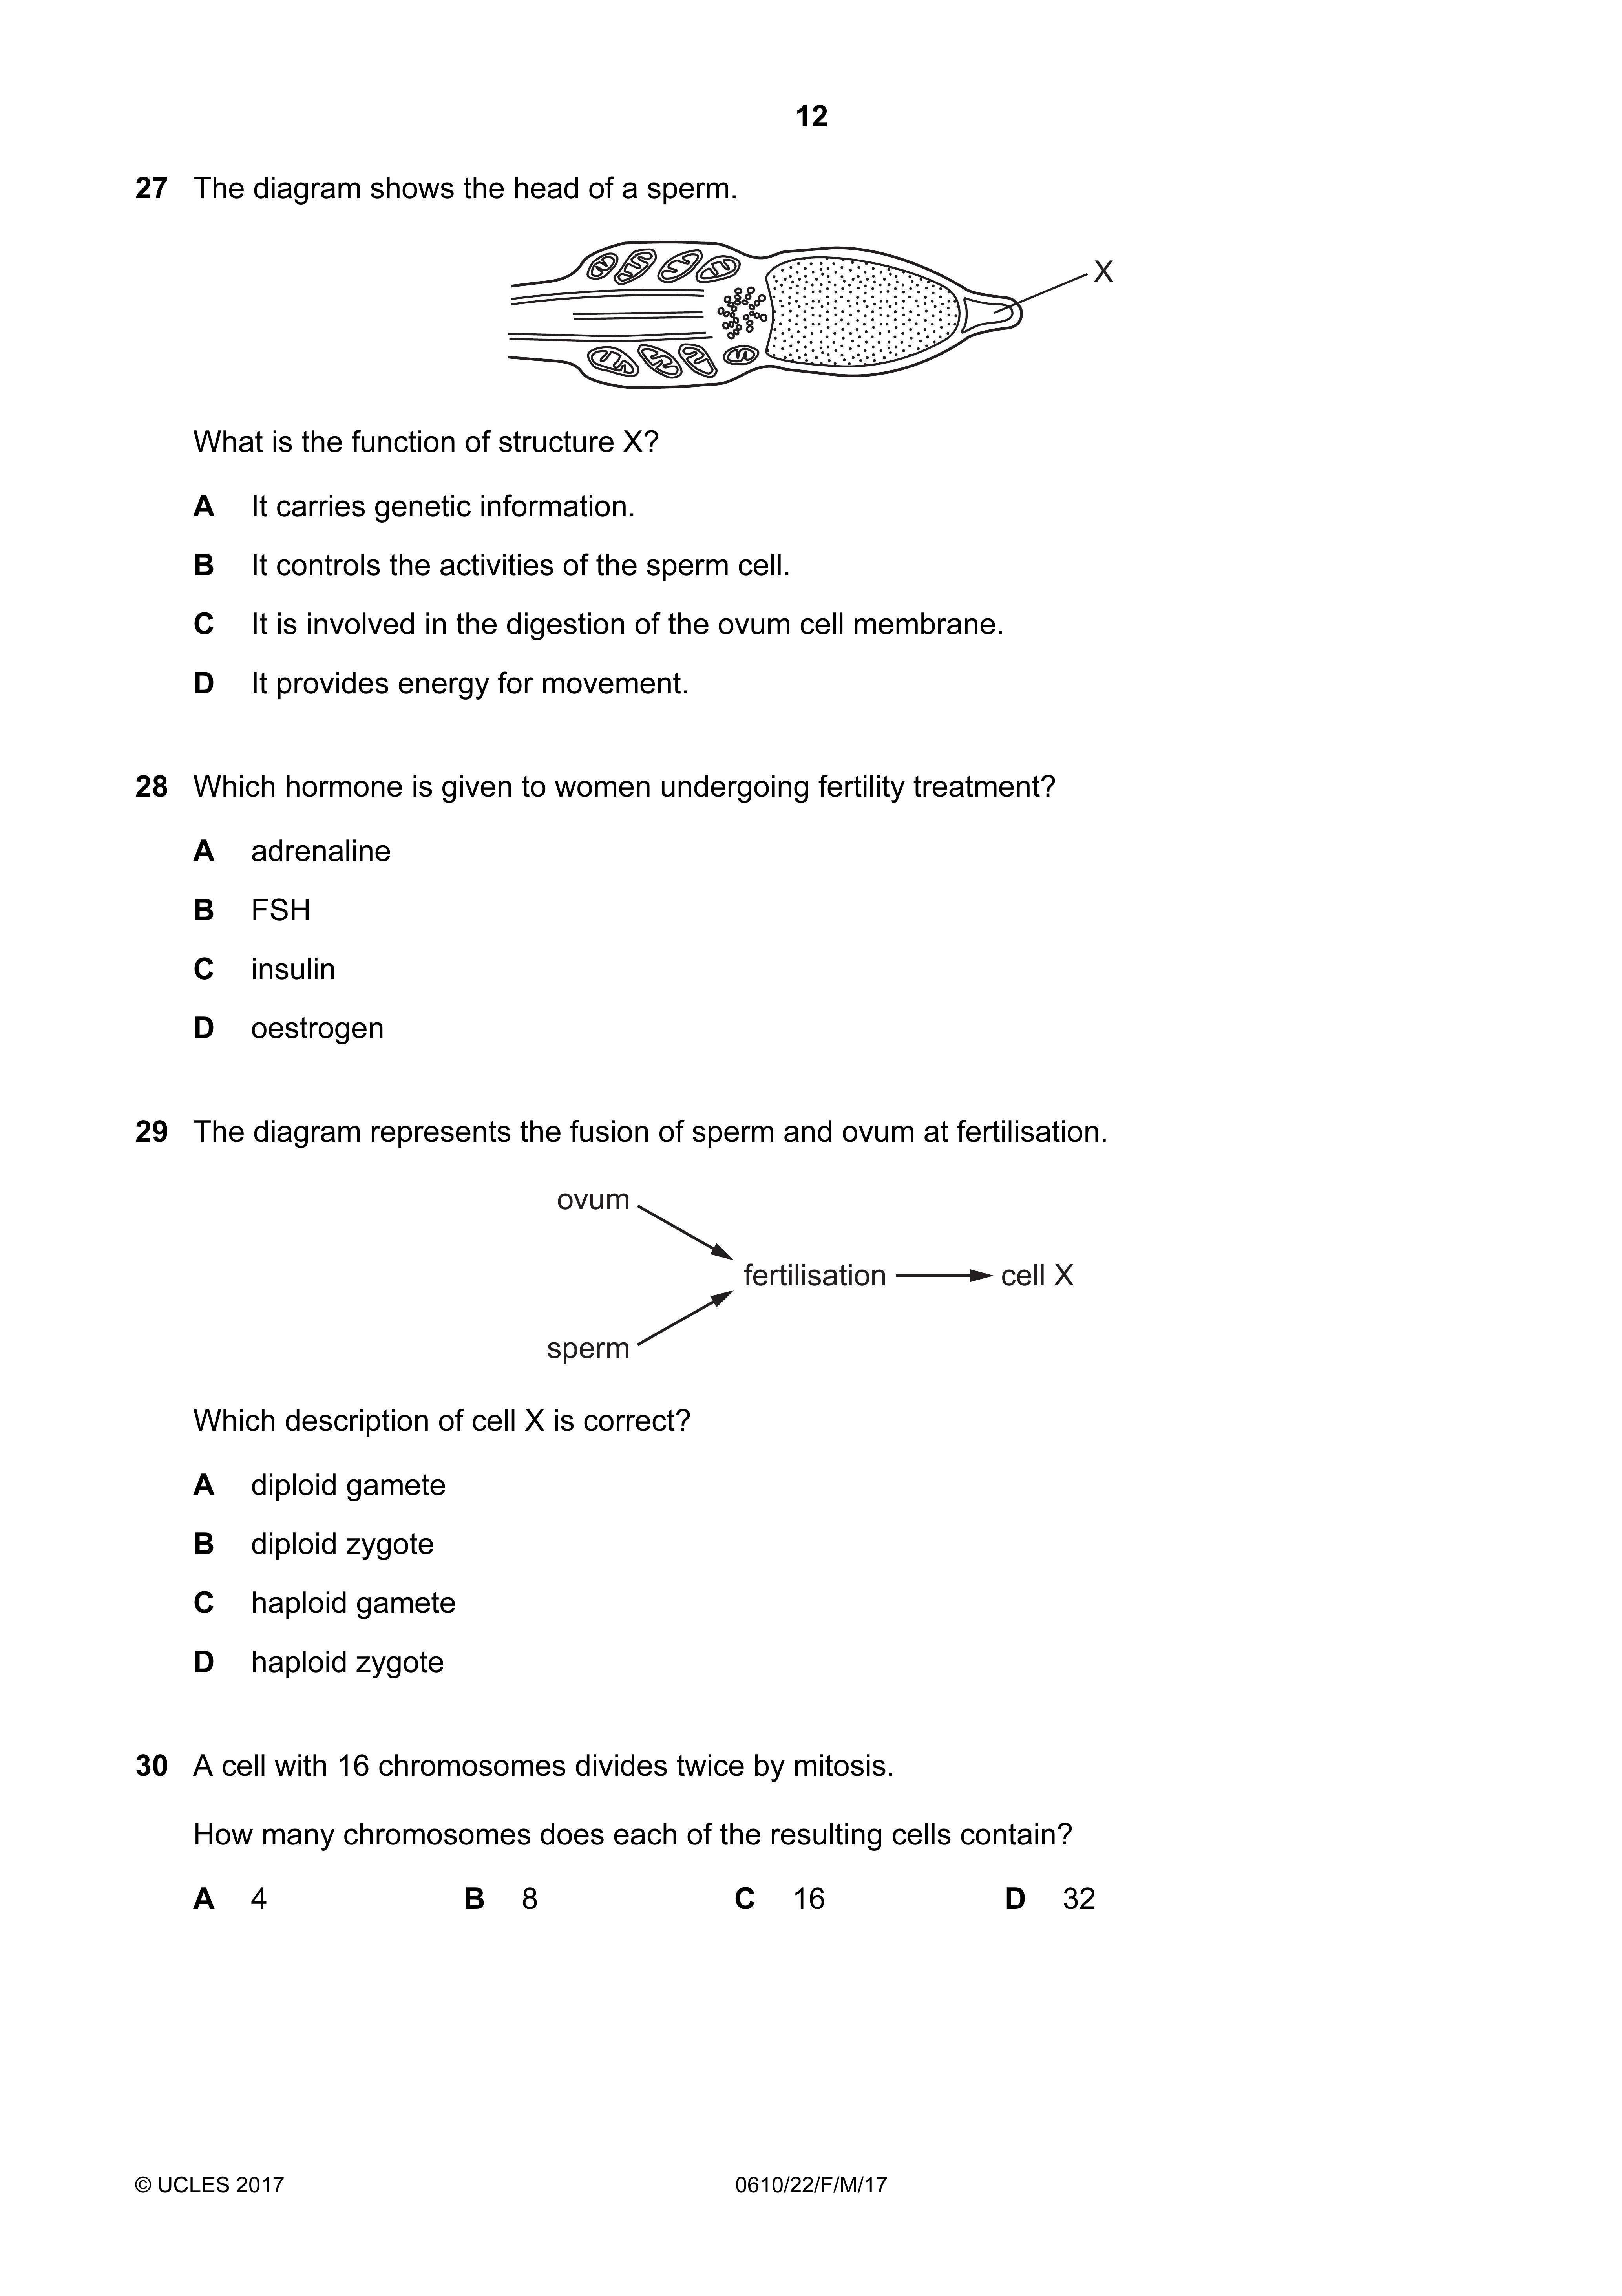 12
27 The diagram shows the head of a sperm.
X
What is the function of structure X?
A It carries genetic information.
B It controls the activities of the sperm cell.
C It is involved in the digestion of the ovum cell membrane.
D It provides energy for movement.
28 Which hormone is given to women undergoing fertility treatment?
A adrenaline
B FSH
C insulin
D oestrogen
29 The diagram represents the fusion of sperm and ovum at fertilisation.
ovum
fertilisation cell X
sperm
Which description of cell X is correct?
A diploid gamete
B diploid zygote
C haploid gamete
D haploid zygote
30 A cell with 16 chromosomes divides twice by mitosis.
How many chromosomes does each of the resulting cells contain?
A 4 B 8 C 16 D 32
© UCLES 2017 0610/22/F/M/17